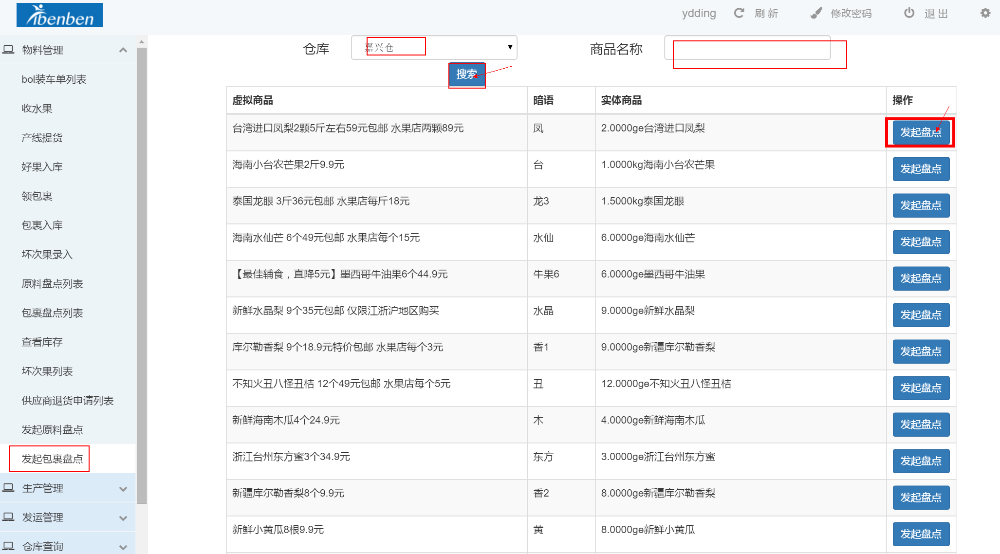 ibenben
ydding 刷 新 修改密码 退 出
物料管理
bol装车单列表
收水果
产线提货
好果入库
领包裹
包裹入库
坏次果录入
原料盘点列表
包裹盘点列表
查看库存
坏次果列表
供应商退货申请列表
发起原料盘点
发起包裹盘点
生产管理
发运管理
仓库查询
仓库 嘉兴仓 商品名称
搜索
虚拟商品 暗语 实体商品 操作
台湾进口凤梨2颗5斤左右59元包邮 水果店两颗89元 凤 2.0000ge台湾进口凤梨 发起盘点
海南小台农芒果2斤9.9元 台 1.0000kg海南小台农芒果 发起盘点
泰国龙眼 3斤36元包邮 水果店每斤18元 龙3 1.5000kg泰国龙眼 发起盘点
海南水仙芒 6个49元包邮 水果店每个15元 水仙 6.0000ge海南水仙芒 发起盘点
【最佳辅食，直降5元】墨西哥牛油果6个44.9元 牛果6 6.0000ge墨西哥牛油果 发起盘点
新鲜水晶梨 9个35元包邮 仅限江浙沪地区购买 水晶 9.0000ge新鲜水晶梨 发起盘点
库尔勒香梨 9个18.9元特价包邮 水果店每个3元 香1 9.0000ge新疆库尔勒香梨 发起盘点
不知火丑八怪丑桔 12个49元包邮 水果店每个5元 丑 12.0000ge不知火丑八怪丑桔 发起盘点
新鲜海南木瓜4个24.9元 木 4.0000ge新鲜海南木瓜 发起盘点
浙江台州东方蜜3个34.9元 东方 3.0000ge浙江台州东方蜜 发起盘点
新疆库尔勒香梨8个9.9元 香2 8.0000ge新疆库尔勒香梨 发起盘点
新鲜小黄瓜8根9.9元 黄 8.0000ge新鲜小黄瓜 发起盘点